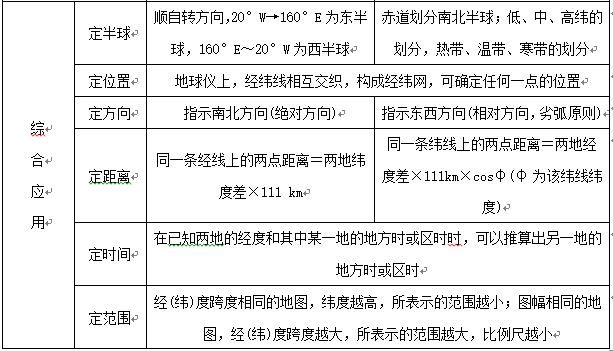 综合应用
定半球
顺自转方向,20°W→160°E为东半
球,160°E～20°W为西半球
赤道划分南北半球;低、中、高纬的
划分,热带、温带、寒带的划分
定位置
地球仪上,经纬线相互交织,构成经纬网,可确定任何一点的位置
定方向
指示南北方向(绝对方向)
指示东西方向(相对方向,劣弧原则)
定距离
同一条经线上的两点距离＝两地纬
度差×111 km
同一条纬线上的两点距离＝两地经
度差×111km×cosφ(φ为该纬线纬
度)
定时间
在已知两地的经度和其中某一地的地方时或区时时,可以推算出另一地的
地方时或区时
定范围
经(纬)度跨度相同的地图,纬度越高,所表示的范围越小;图幅相同的地
图,经(纬)度跨度越大,所表示的范围越大,比例尺越小